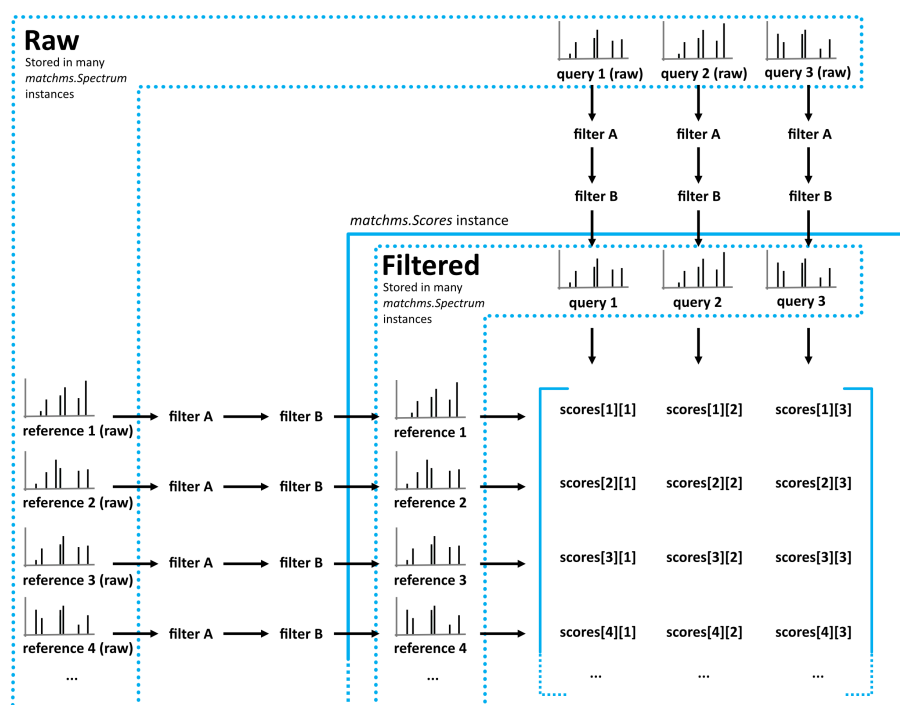 Raw
Stored in many
matchms.Spectrum
instances
query 1 (raw) query 2 (raw) query 3 (raw)
filter A filter A filter A
filter B filter B filter B
matchms.Scores instance
Filtered
Stored in many
matchms.Spectrum
instances
query 1 query 2 query 3
scores[1][1] scores[1][2] scores[1][3]
reference 1 (raw) filter A filter B reference 1
scores[2][1] scores[2][2] scores[2][3]
reference 2 (raw) filter A filter B reference 2
scores[3][1] scores[3][2] scores[3][3]
reference 3 (raw) filter A filter B reference 3
scores[4][1] scores[4][2] scores[4][3]
reference 4 (raw) filter A filter B reference 4
... ... ... ... ...